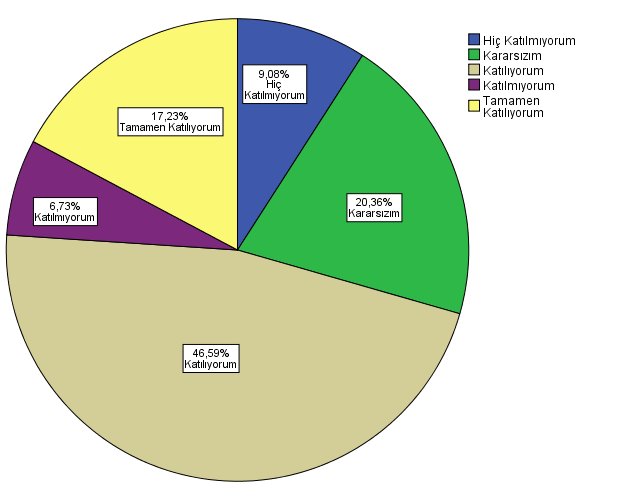 9,08%
Hiç
Katılmıyorum
17,23%
Tamamen Katılıyorum
20,36%
Kararsızım
6,73%
Katılmıyorum
46,59%
Katılıyorum
Hiç Katılmıyorum
Kararsızım
Katılıyorum
Katılmıyorum
Tamamen
Katılıyorum